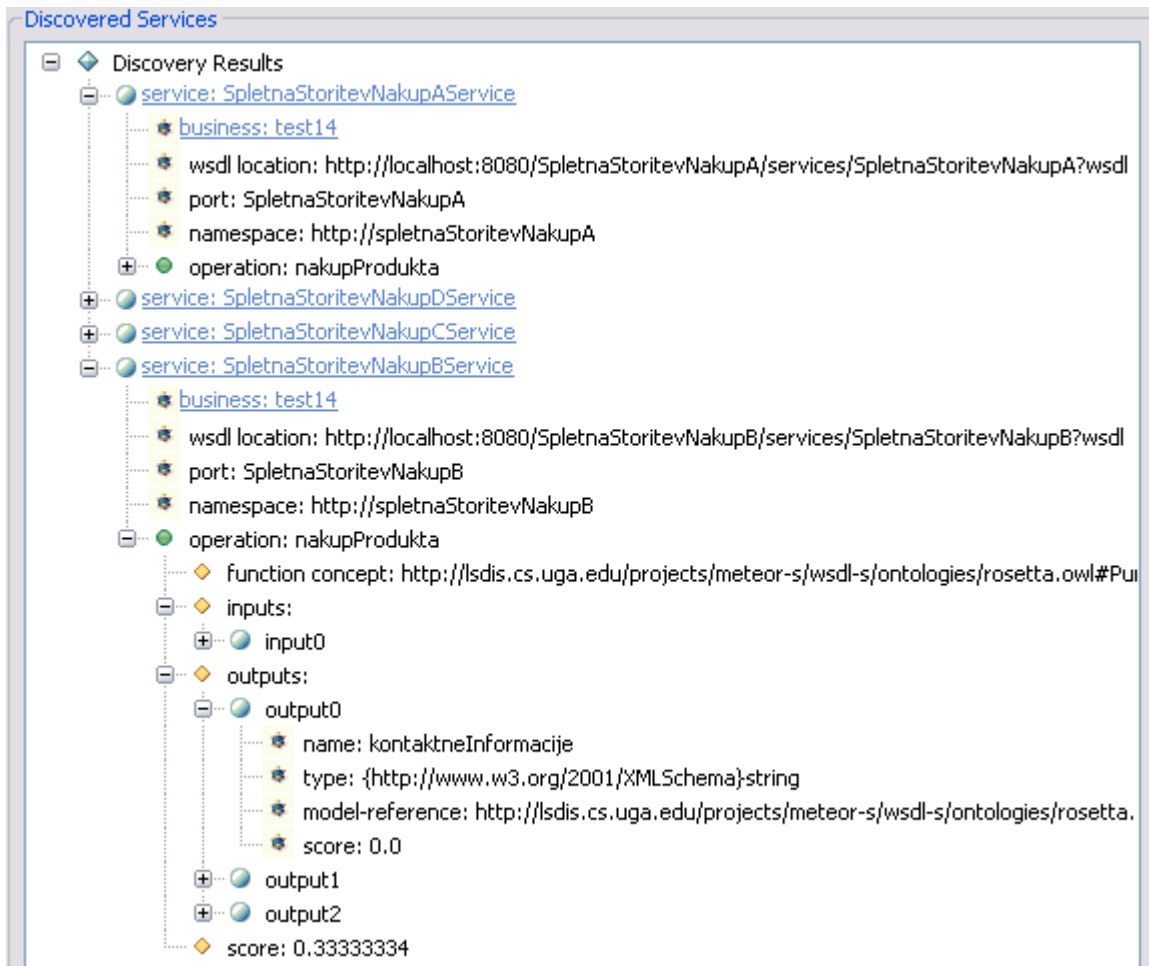 Discovered Services
Discovery Results
service: SpletnaStoritevNakupAService
business: test14
wsdl location: http://localhost:8080/SpletnaStoritevNakupA/services/SpletnaStoritevNakupA?wsdl
port: SpletnaStoritevNakupA
namespace: http://spletnaStoritevNakupA
operation: nakupProdukta
service: SpletnaStoritevNakupDService
service: SpletnaStoritevNakupCService
service: SpletnaStoritevNakupBService
business: test14
wsdl location: http://localhost:8080/SpletnaStoritevNakupB/services/SpletnaStoritevNakupB?wsdl
port: SpletnaStoritevNakupB
namespace: http://spletnaStoritevNakupB
operation: nakupProdukta
function concept: http://lsdis.cs.uga.edu/projects/meteor-s/wsdl-s/ontologies/rosetta.owl#Pur
inputs:
input0
outputs:
output0
name: kontaktneInformacije
type: {http://www.w3.org/2001/XMLSchema}string
model-reference: http://lsdis.cs.uga.edu/projects/meteor-s/wsdl-s/ontologies/rosetta.
score: 0.0
output1
output2
score: 0.33333334